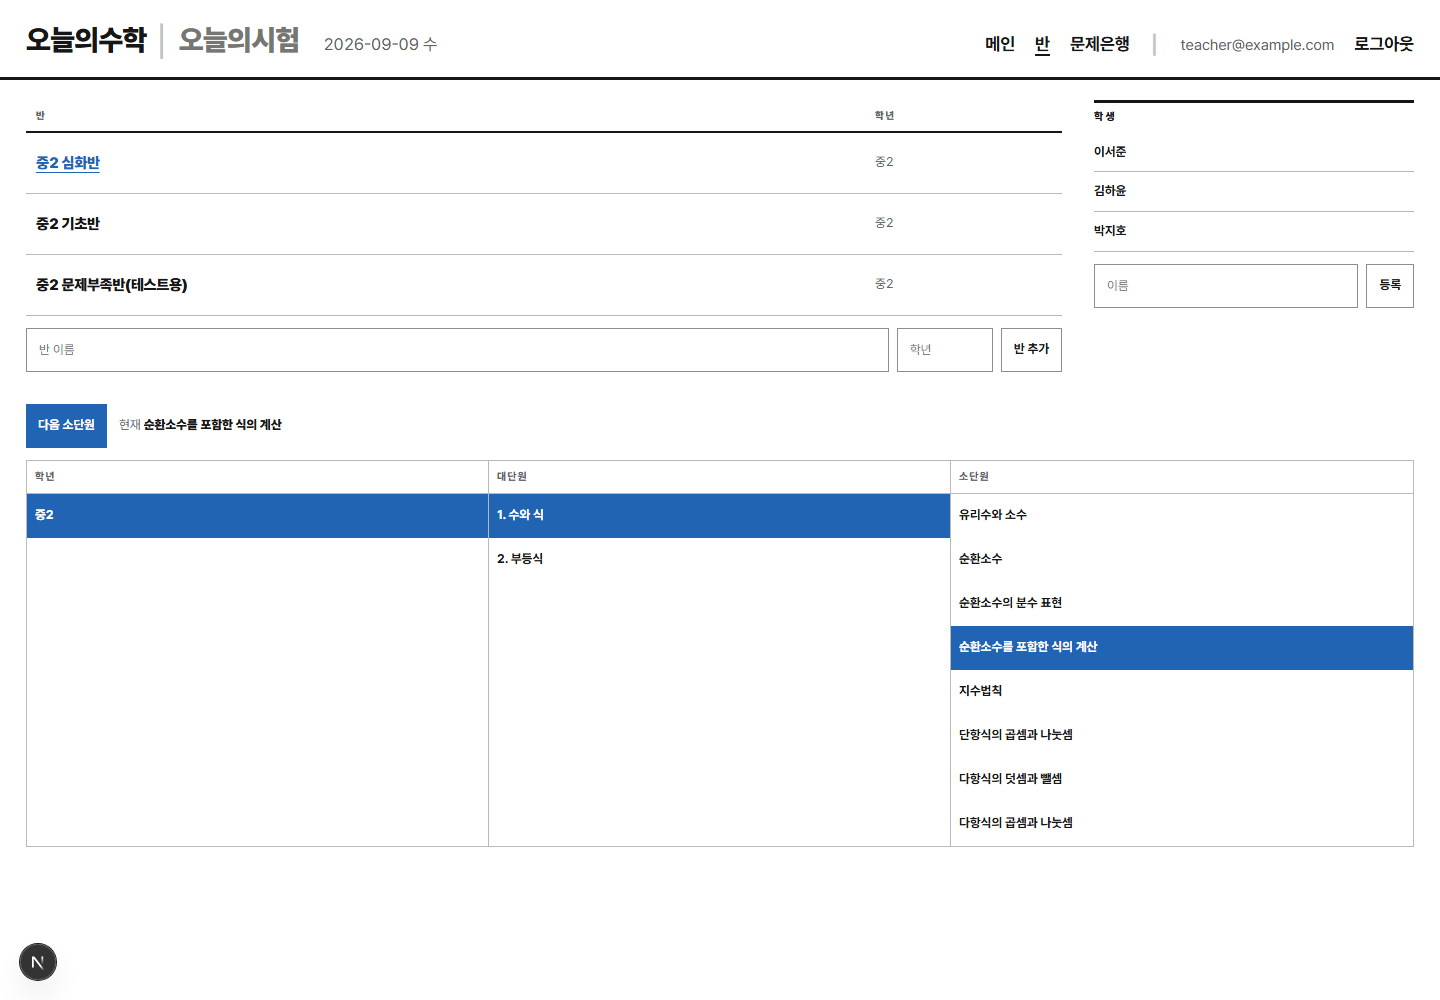 오늘의수학 오늘의시험 2026-09-09 수 메인 반 문제은행 teacher@example.com 로그아웃
반 학년
중2 심화반 중2
중2 기초반 중2
중2 문제부족반(테스트용) 중2
반 이름 학년 반 추가
학생
이서준
김하윤
박지호
이름 등록
다음 소단원 현재 순환소수를 포함한 식의 계산
학년 대단원 소단원
중2 1. 수와 식 유리수와 소수
2. 부등식 순환소수
순환소수의 분수 표현
순환소수를 포함한 식의 계산
지수법칙
단항식의 곱셈과 나눗셈
다항식의 덧셈과 뺄셈
다항식의 곱셈과 나눗셈
N